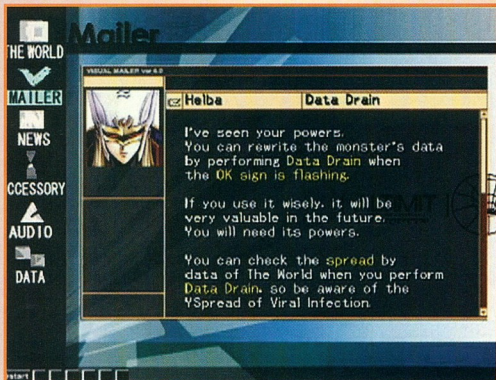 Mailer
THE WORLD
MAILER
NEWS
CCESSORY
AUDIO
DATA
VISUAL MAILER ver 4.0
Helba
Data Drain
I've seen your powers.
You can rewrite the monster's data
by performing Data Drain when
the OK sign is flashing.
If you use it wisely. it will be
very valuable in the future.
You will need its powers.
You can check the spread by
data of The World when you perform
Data Drain. so be aware of the
YSpread of Viral Infection.